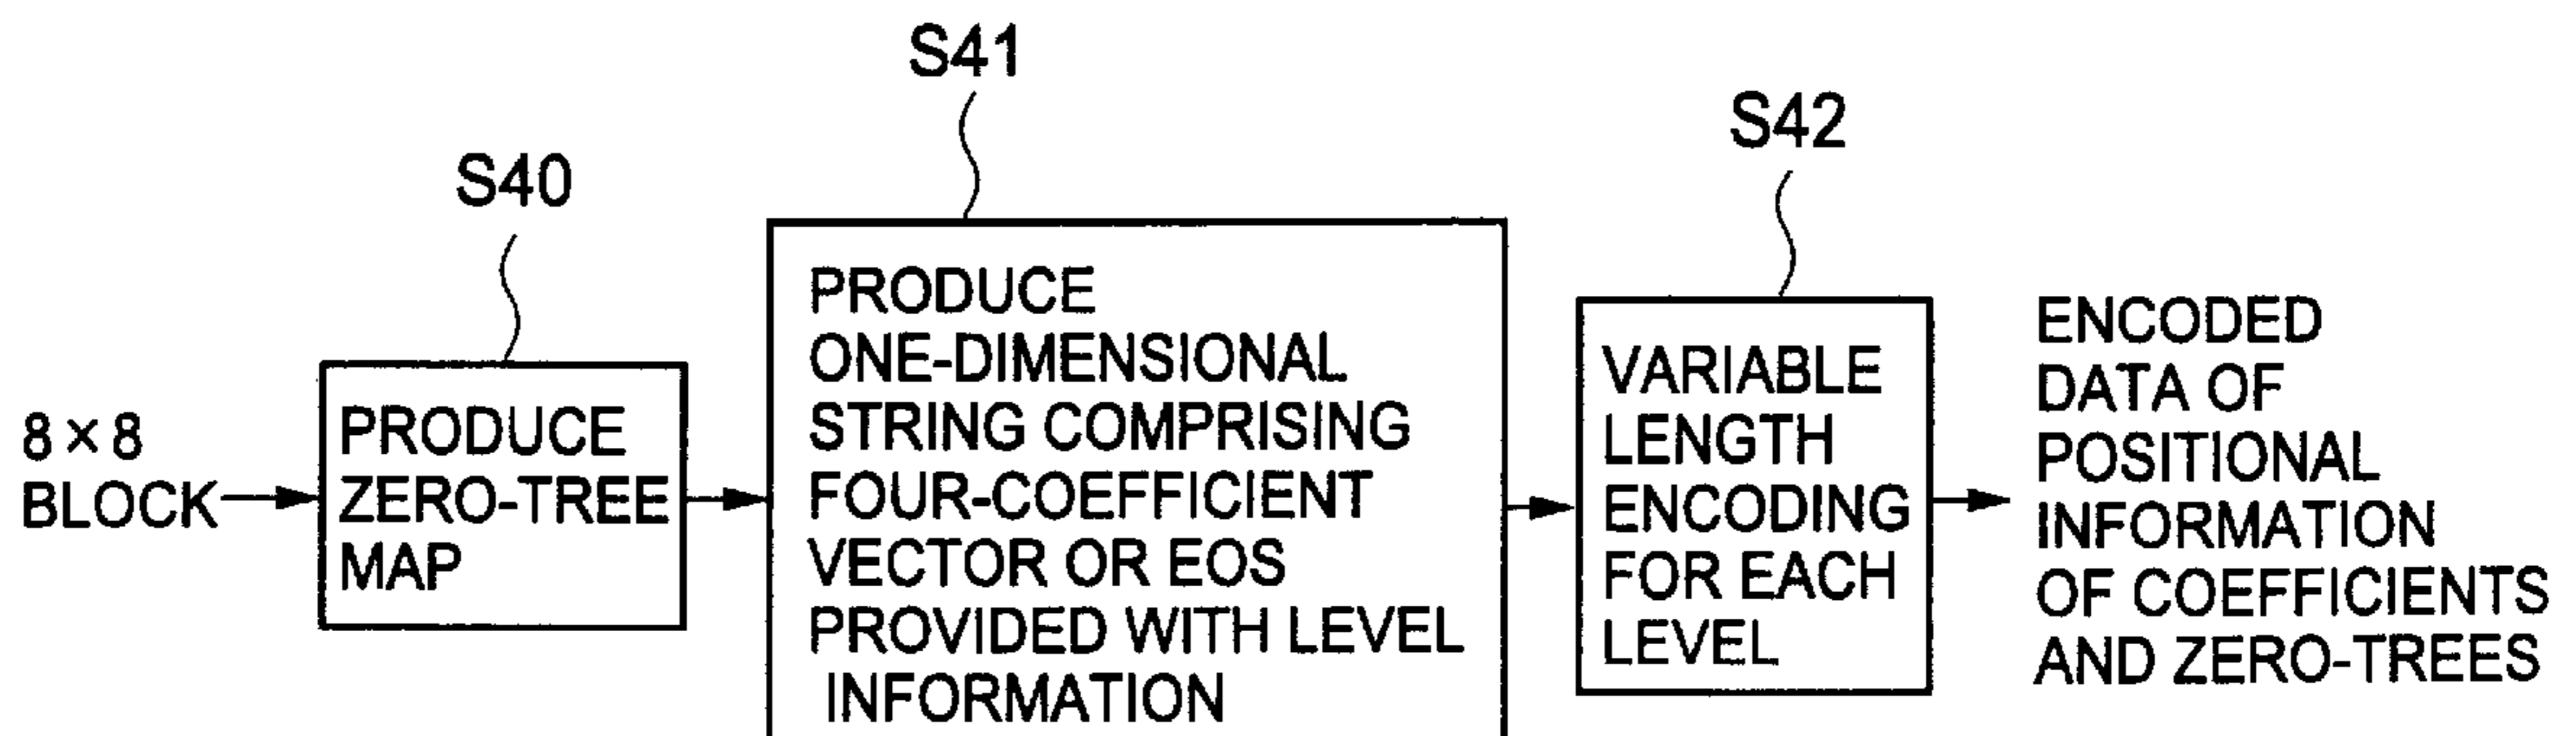 S41
S42
S40
8×8
BLOCK
PRODUCE
ZERO-TREE
MAP
PRODUCE
ONE-DIMENSIONAL
STRING COMPRISING
FOUR-COEFFICIENT
VECTOR OR EOS
PROVIDED WITH LEVEL
INFORMATION
VARIABLE
LENGTH
ENCODING
FOR EACH
LEVEL
ENCODED
DATA OF
POSITIONAL
INFORMATION
OF COEFFICIENTS
AND ZERO-TREES